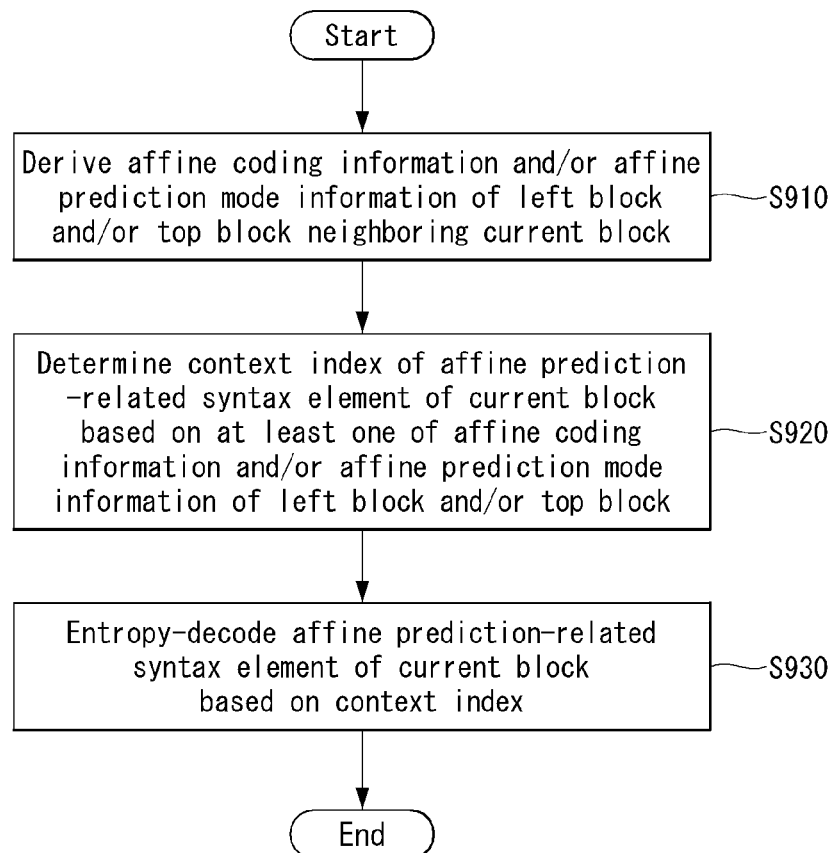 Start
Derive affine coding information and/or affine
prediction mode information of left block
and/or top block neighboring current block
S910
Determine context index of affine prediction
-related syntax element of current block
based on at least one of affine coding
information and/or affine prediction mode
information of left block and/or top block
S920
Entropy-decode affine prediction-related
syntax element of current block
based on context index
S930
End